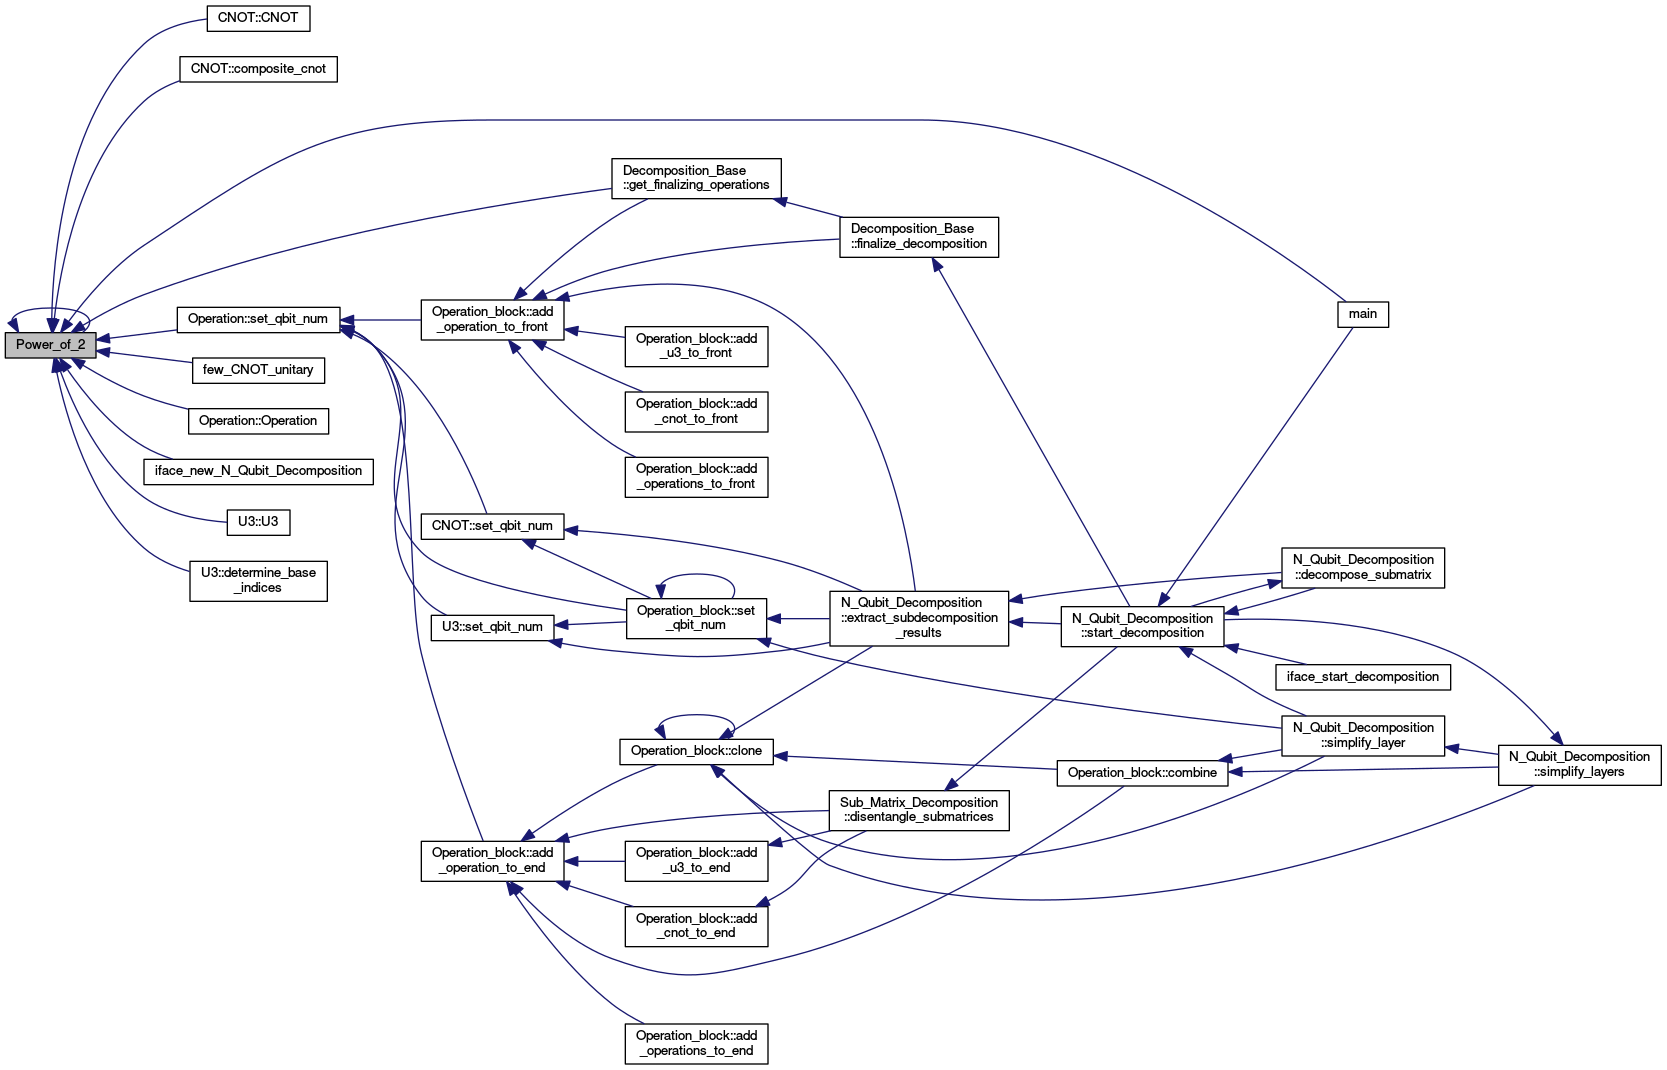 CNOT::CNOT
CNOT::composite_cnot
Decomposition_Base
::get_finalizing_operations
Decomposition_Base
::finalize_decomposition
Operation::set_qbit_num
Operation_block::add
_operation_to_front
main
Power_of_2
Operation_block::add
_u3_to_front
few_CNOT_unitary
Operation_block::add
_cnot_to_front
Operation::Operation
iface_new_N_Qubit_Decomposition
Operation_block::add
_operations_to_front
U3::U3
CNOT::set_qbit_num
U3::determine_base
_indices
N_Qubit_Decomposition
::decompose_submatrix
U3::set_qbit_num
Operation_block::set
_qbit_num
N_Qubit_Decomposition
::extract_subdecomposition
_results
N_Qubit_Decomposition
::start_decomposition
iface_start_decomposition
Operation_block::clone
N_Qubit_Decomposition
::simplify_layer
Operation_block::combine
N_Qubit_Decomposition
::simplify_layers
Sub_Matrix_Decomposition
::disentangle_submatrices
Operation_block::add
_operation_to_end
Operation_block::add
_u3_to_end
Operation_block::add
_cnot_to_end
Operation_block::add
_operations_to_end